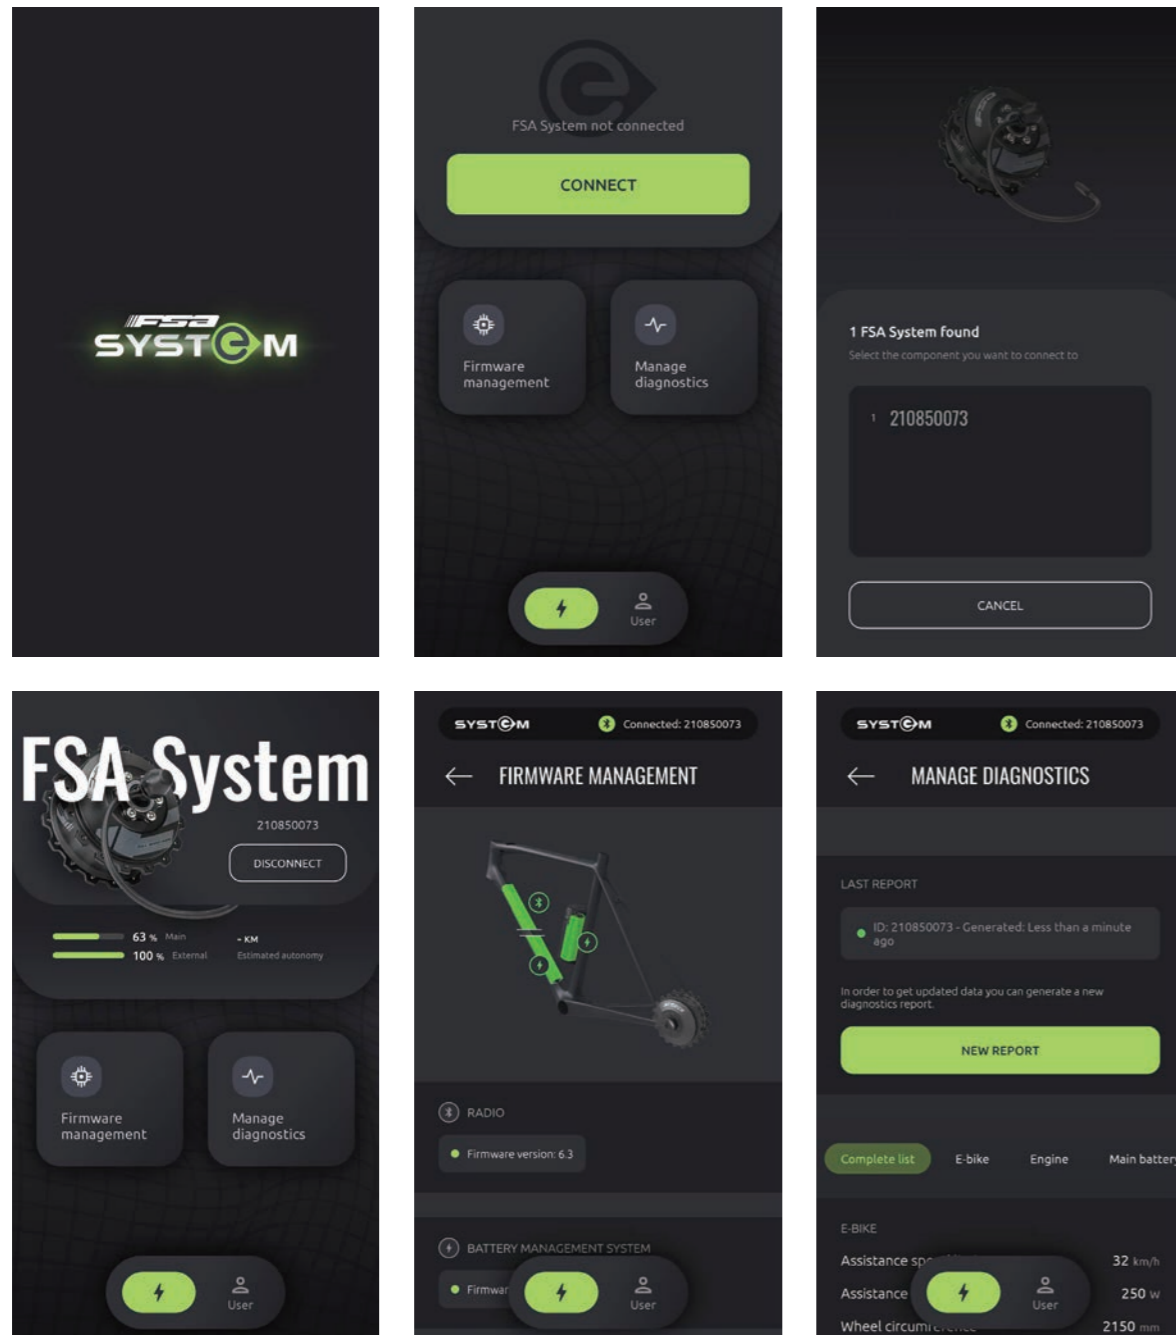 FSA
SYSTEM
FSA System not connected
CONNECT
Firmware
management
Manage
diagnostics
User
1 FSA System found
Select the component you want to connect to
1 210850073
CANCEL
FSA System
210850073
DISCONNECT
63 % Main - KM
100 % External Estimated autonomy
Firmware
management
Manage
diagnostics
User
SYSTEM Connected: 210850073
← FIRMWARE MANAGEMENT
RADIO
Firmware version: 6.3
BATTERY MANAGEMENT SYSTEM
User
SYSTEM Connected: 210850073
← MANAGE DIAGNOSTICS
LAST REPORT
ID: 210850073 - Generated: Less than a minute
ago
In order to get updated data you can generate a new
diagnostics report.
NEW REPORT
Complete list E-bike Engine Main battery
E-BIKE
Assistance 32 km/h
Assistance 250 W
Wheel 2150 mm
User